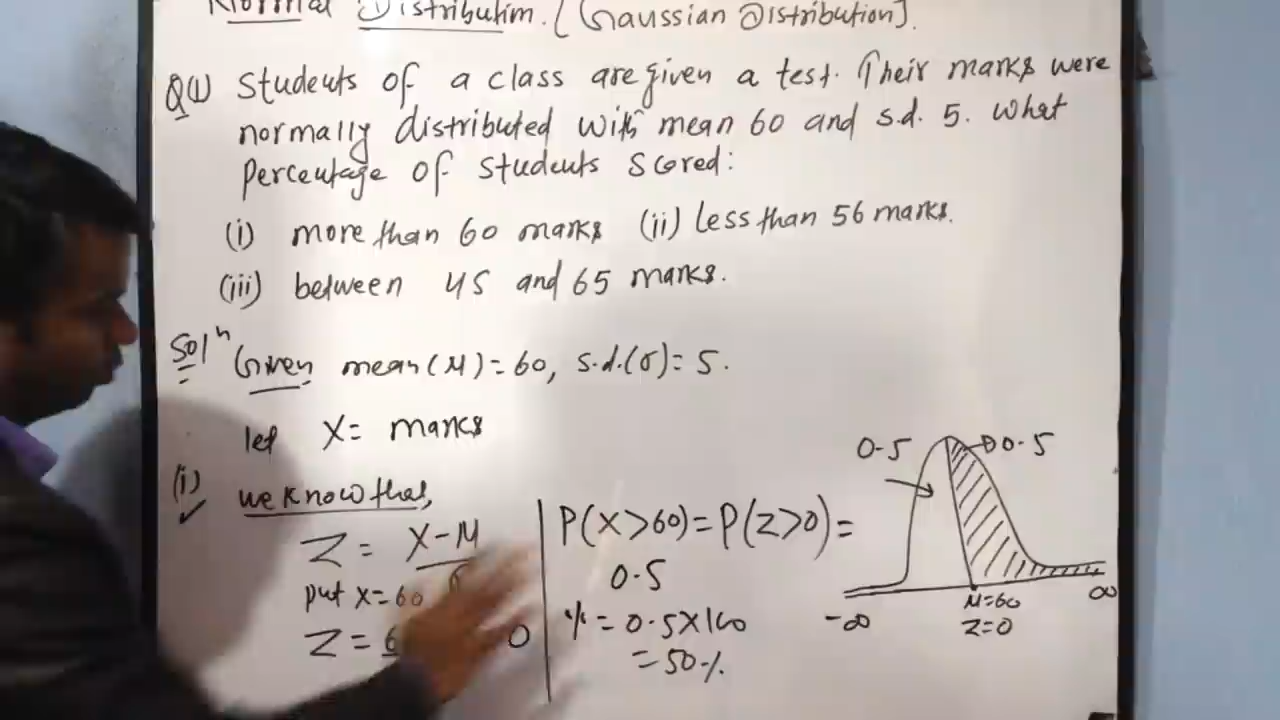 Normal Distribution. [Gaussian Distribution].
Q(1) Students of a class are given a test. Their marks were
normally distributed with mean 60 and s.d. 5. What
Percentage of students scored:
(i) more than 60 marks (ii) less than 56 marks.
(iii) between 45 and 65 marks.
Solⁿ Given mean (μ) = 60, s.d.(σ) = 5.
let X = marks
(i) we know that,
Z = X-μ
put x=60
Z = 6
0
P(X>60) = P(Z>0) =
0.5
% = 0.5X100
= 50%
0.5
0.5
-∞
μ=60
Z=0
∞